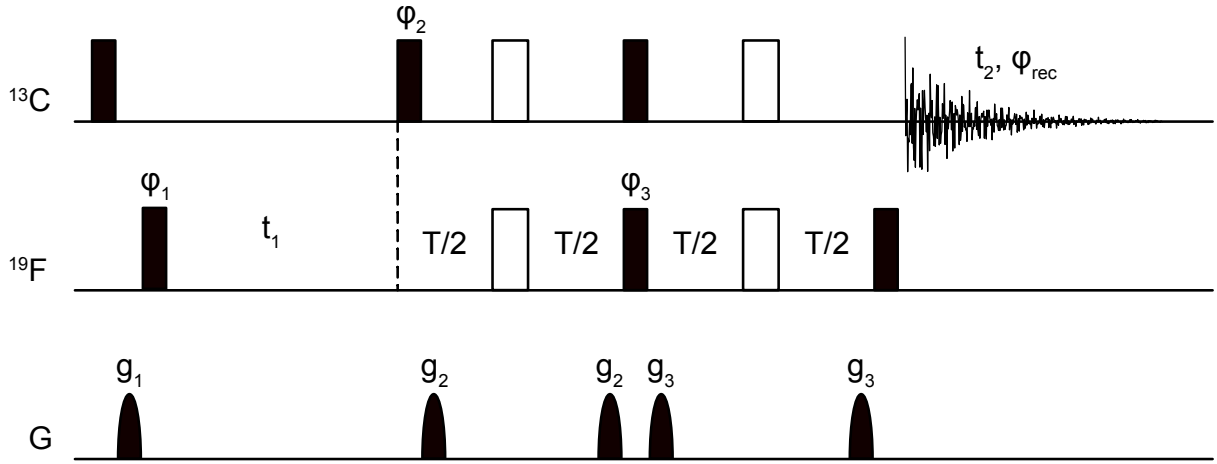 φ₂
t₂, φrec
¹³C
φ₁ φ₃
t₁
T/2 T/2 T/2 T/2
¹⁹F
g₁ g₂ g₂ g₃ g₃
G